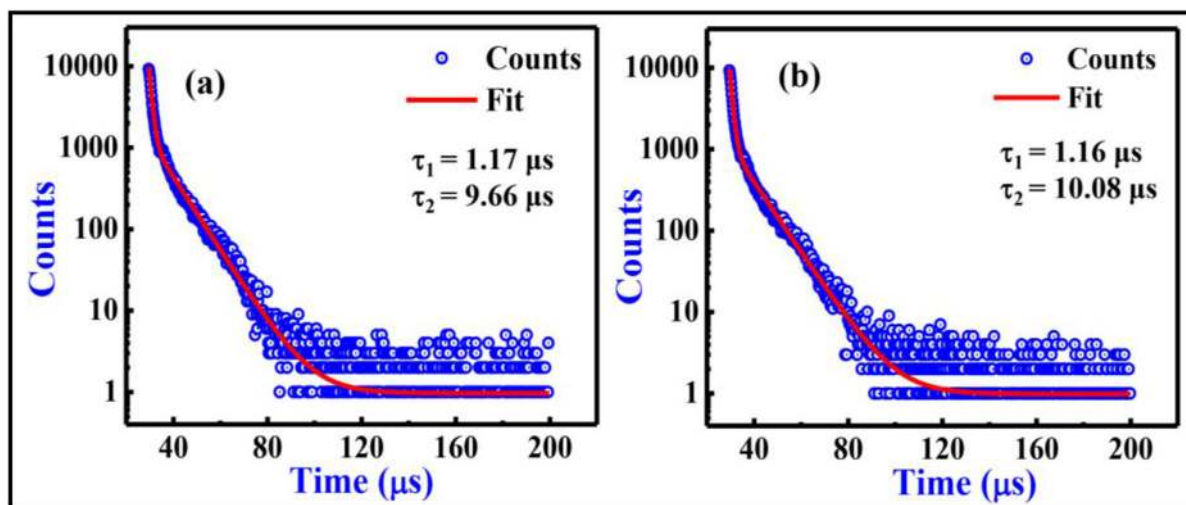 (a)
Counts
Fit
τ1 = 1.17 μs
τ2 = 9.66 μs
10000
1000
100
10
1
Counts
40 80 120 160 200
Time (μs)
(b)
Counts
Fit
τ1 = 1.16 μs
τ2 = 10.08 μs
10000
1000
100
10
1
Counts
40 80 120 160 200
Time (μs)